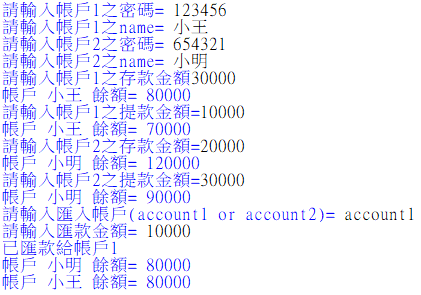 請輸入帳戶1之密碼= 123456
請輸入帳戶1之name= 小王
請輸入帳戶2之密碼= 654321
請輸入帳戶2之name= 小明
請輸入帳戶1之存款金額30000
帳戶 小王 餘額= 80000
請輸入帳戶1之提款金額=10000
帳戶 小王 餘額= 70000
請輸入帳戶2之存款金額=20000
帳戶 小明 餘額= 120000
請輸入帳戶2之提款金額=30000
帳戶 小明 餘額= 90000
請輸入匯入帳戶(account1 or account2)= account1
請輸入匯款金額= 10000
已匯款給帳戶1
帳戶 小明 餘額= 80000
帳戶 小王 餘額= 80000